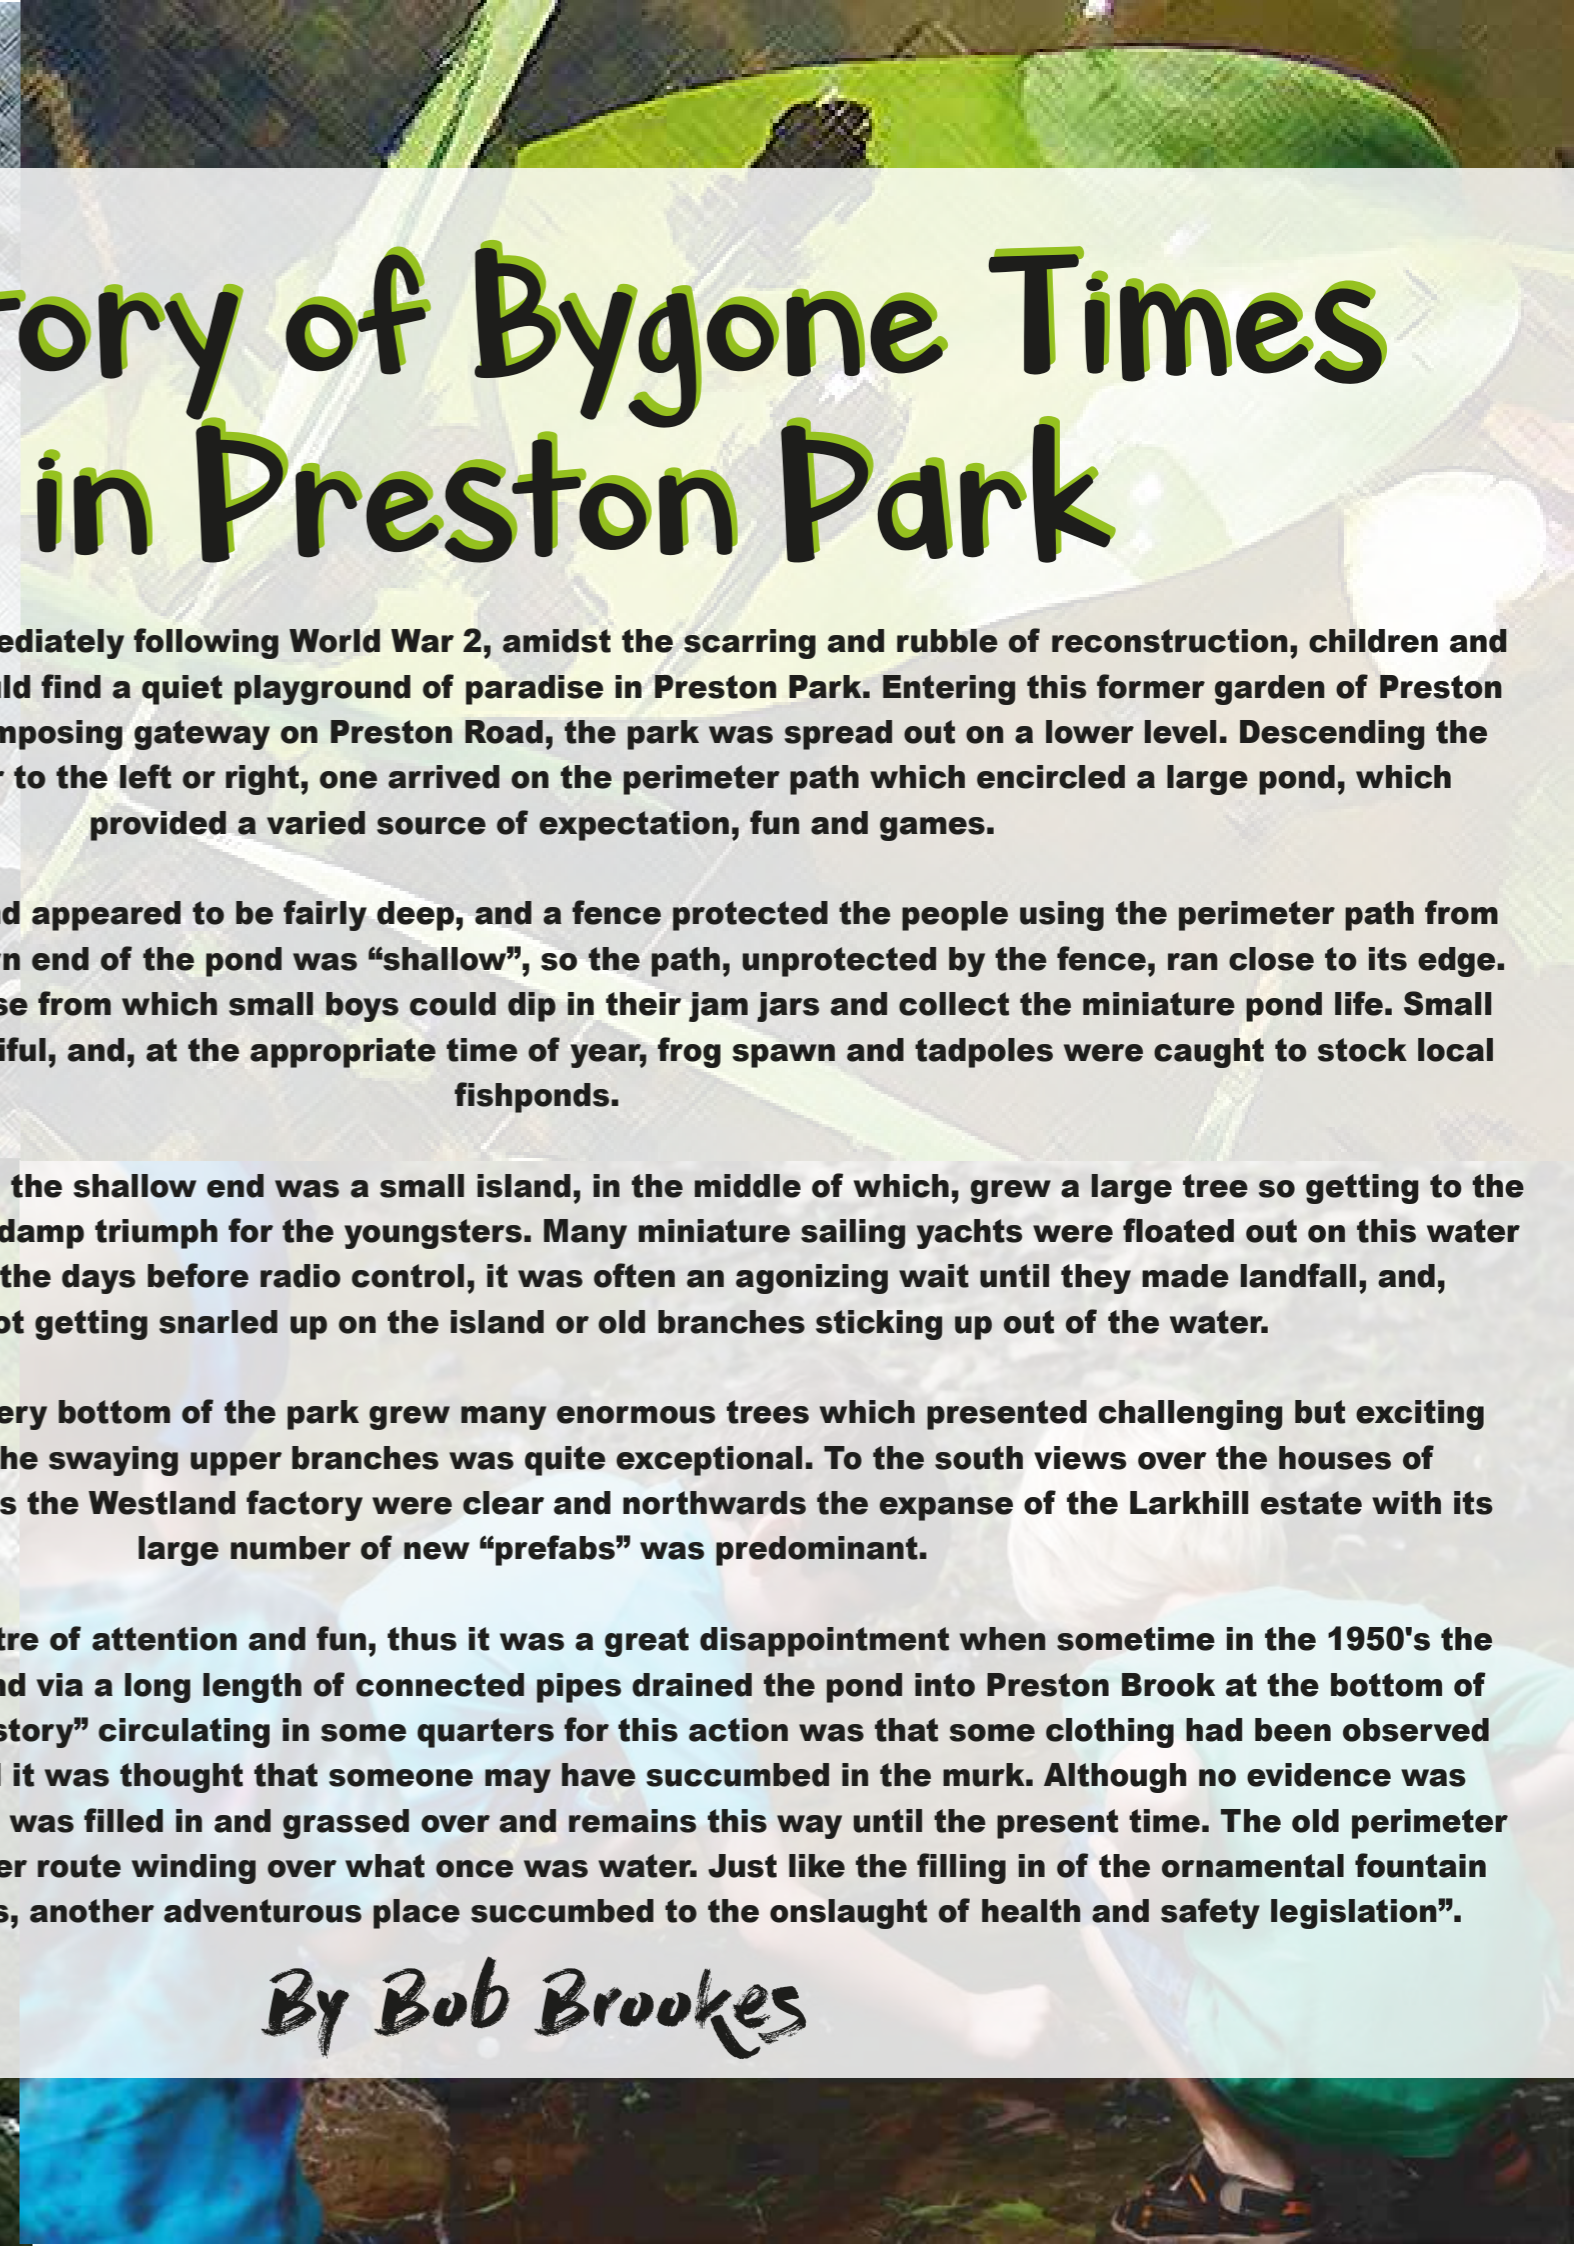 tory of Bygone Times
in Preston Park
ediately following World War 2, amidst the scarring and rubble of reconstruction, children and
ld find a quiet playground of paradise in Preston Park. Entering this former garden of Preston
mposing gateway on Preston Road, the park was spread out on a lower level. Descending the
r to the left or right, one arrived on the perimeter path which encircled a large pond, which
provided a varied source of expectation, fun and games.
d appeared to be fairly deep, and a fence protected the people using the perimeter path from
n end of the pond was “shallow”, so the path, unprotected by the fence, ran close to its edge.
se from which small boys could dip in their jam jars and collect the miniature pond life. Small
iful, and, at the appropriate time of year, frog spawn and tadpoles were caught to stock local
fishponds.
the shallow end was a small island, in the middle of which, grew a large tree so getting to the
damp triumph for the youngsters. Many miniature sailing yachts were floated out on this water
the days before radio control, it was often an agonizing wait until they made landfall, and,
ot getting snarled up on the island or old branches sticking up out of the water.
ery bottom of the park grew many enormous trees which presented challenging but exciting
he swaying upper branches was quite exceptional. To the south views over the houses of
s the Westland factory were clear and northwards the expanse of the Larkhill estate with its
large number of new “prefabs” was predominant.
tre of attention and fun, thus it was a great disappointment when sometime in the 1950's the
nd via a long length of connected pipes drained the pond into Preston Brook at the bottom of
story” circulating in some quarters for this action was that some clothing had been observed
it was thought that someone may have succumbed in the murk. Although no evidence was
was filled in and grassed over and remains this way until the present time. The old perimeter
er route winding over what once was water. Just like the filling in of the ornamental fountain
s, another adventurous place succumbed to the onslaught of health and safety legislation”.
By Bob Brookes